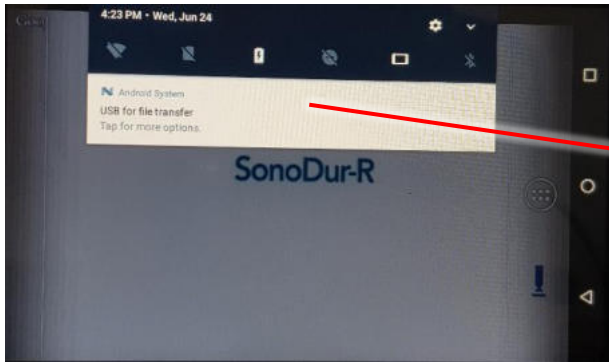 4:23 PM • Wed, Jun 24
Android System
USB for file transfer
Tap for more options.
SonoDur-R